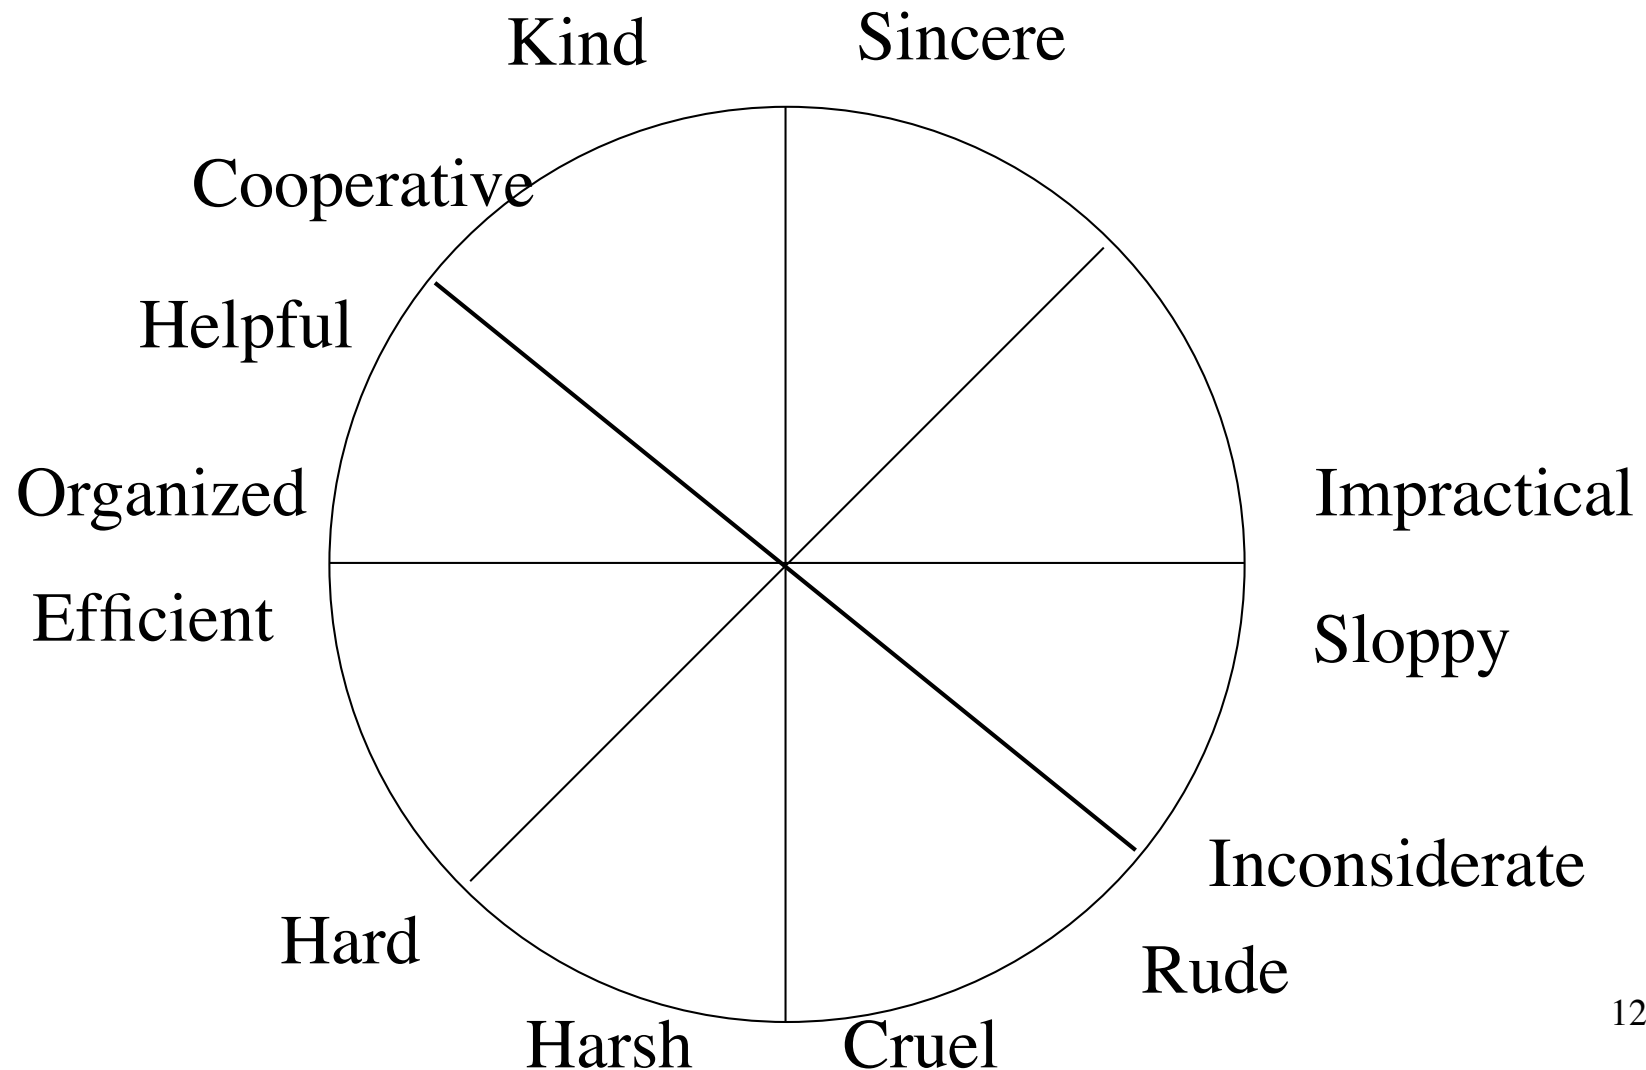 Kind
Sincere
Cooperative
Helpful
Organized
Impractical
Efficient
Sloppy
Inconsiderate
Hard
Rude
12
Harsh
Cruel